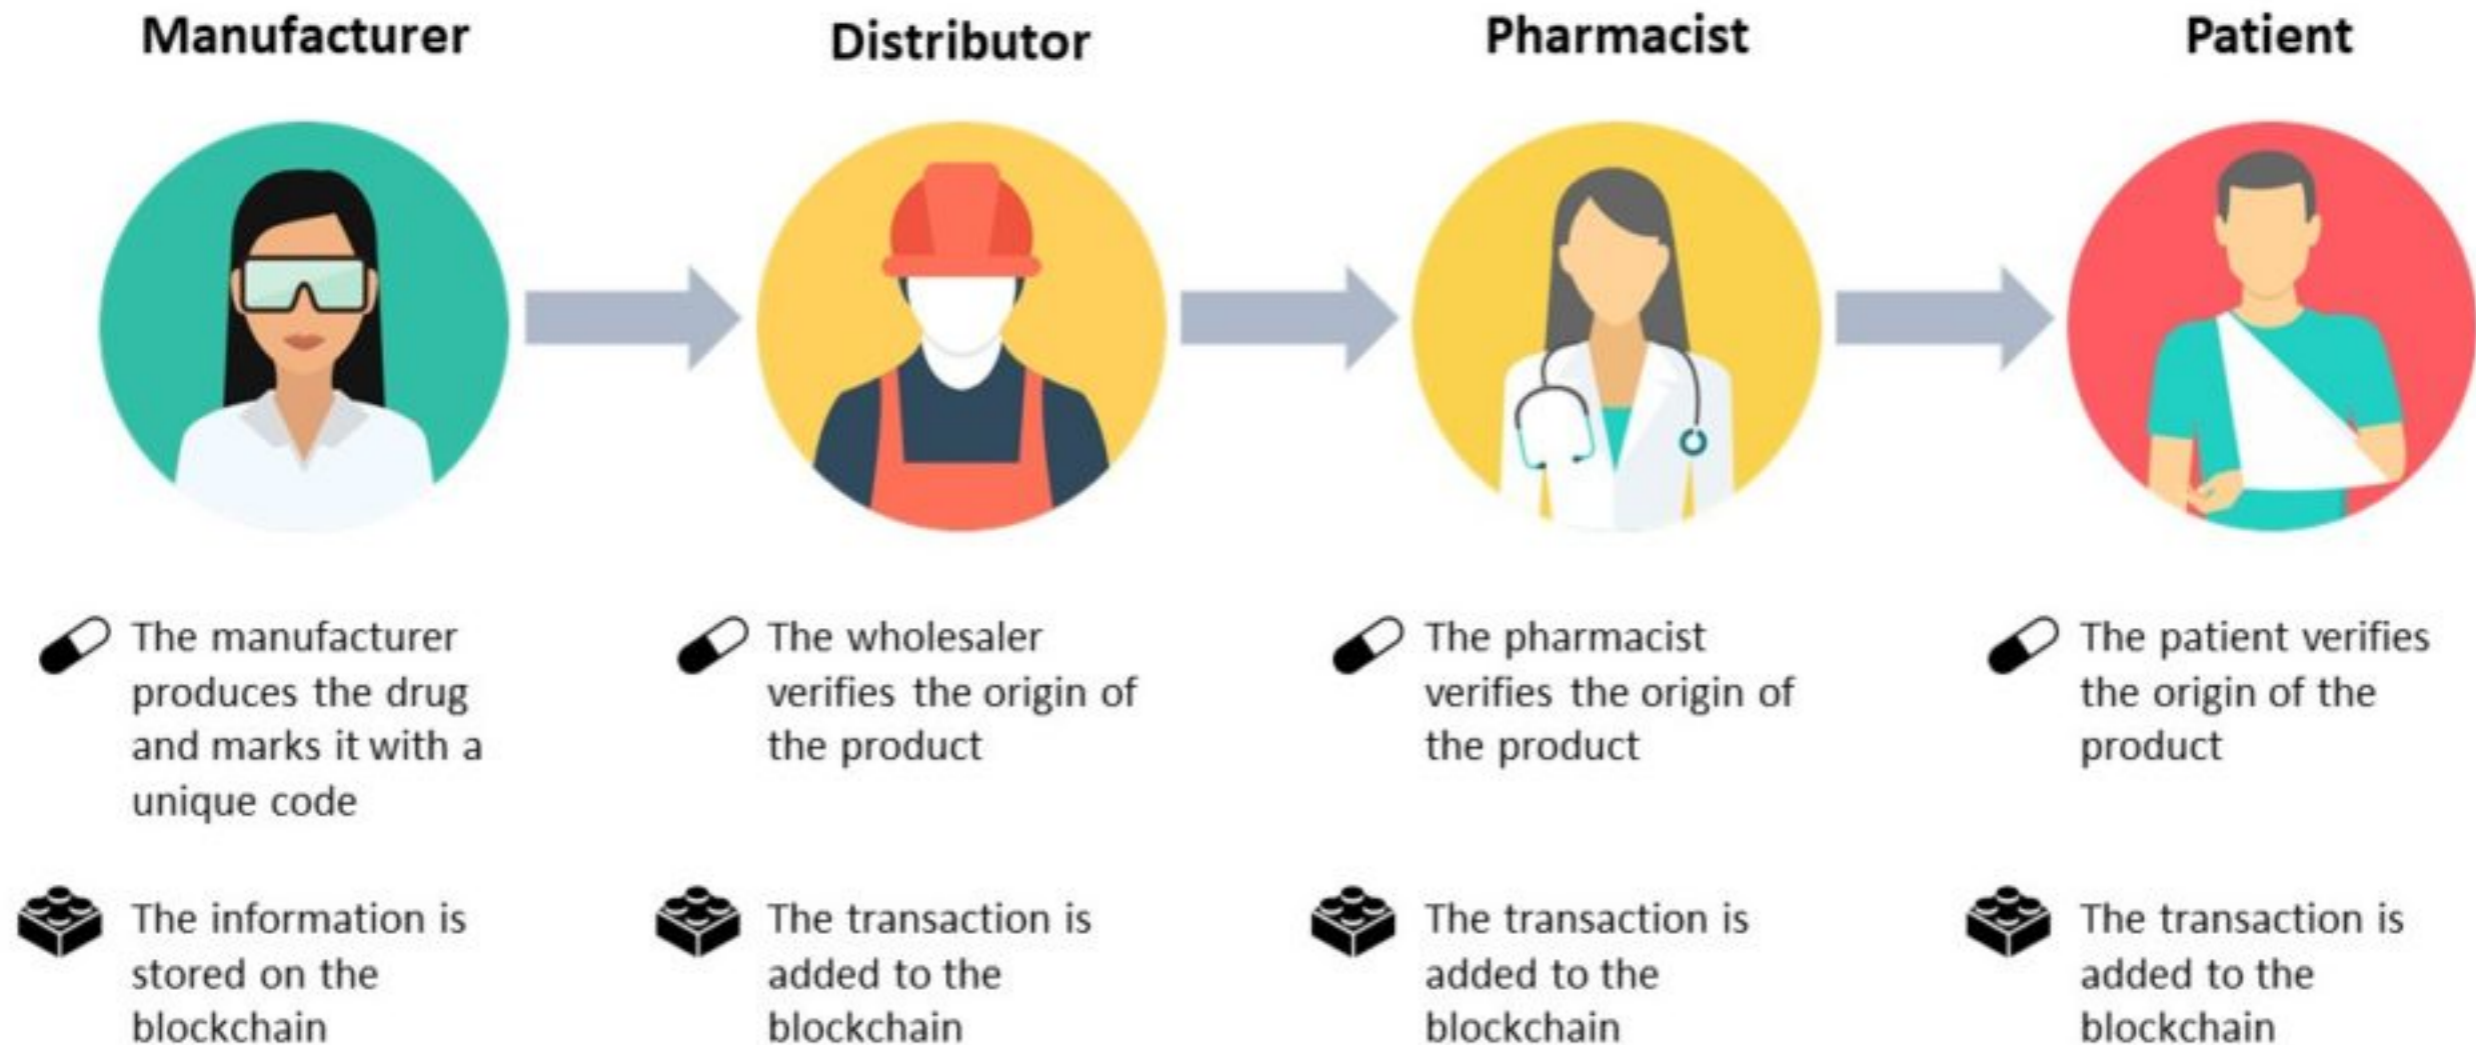 Manufacturer
Distributor
Pharmacist
Patient
The manufacturer
produces the drug
and marks it with a
unique code
The wholesaler
verifies the origin of
the product
The pharmacist
verifies the origin of
the product
The patient verifies
the origin of the
product
The information is
stored on the
blockchain
The transaction is
added to the
blockchain
The transaction is
added to the
blockchain
The transaction is
added to the
blockchain